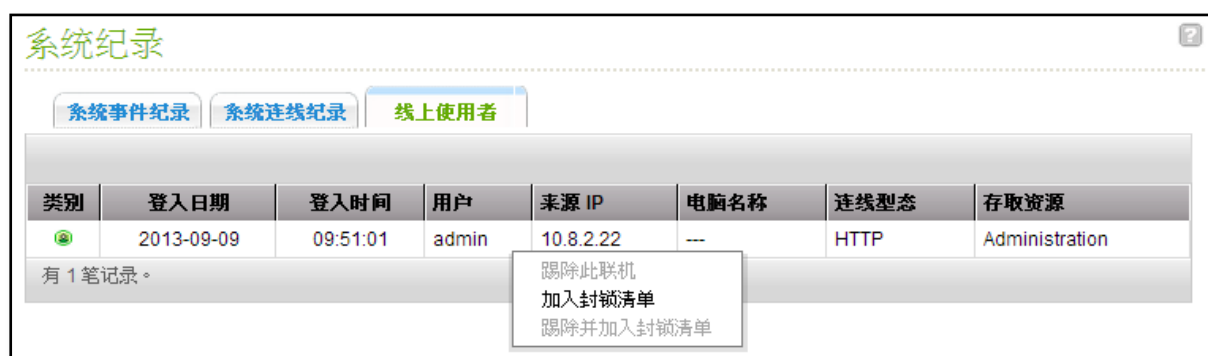 系统纪录
?
系统事件纪录 系统连线纪录 线上使用者
类别 登入日期 登入时间 用户 来源 IP 电脑名称 连线型态 存取资源
2013-09-09 09:51:01 admin 10.8.2.22 --- HTTP Administration
有 1 笔记录。
踢除此联机
加入封锁清单
踢除并加入封锁清单